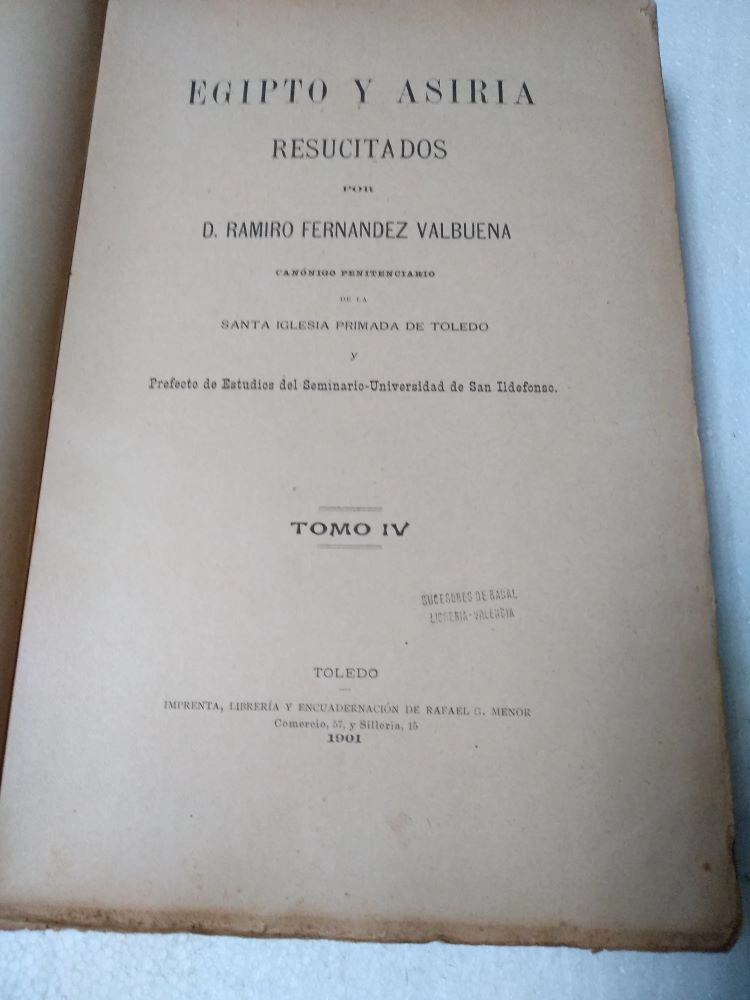 EGIPTO Y ASIRIA
RESUCITADOS
POR
D. RAMIRO FERNANDEZ VALBUENA
CANÓNIGO PENITENCIARIO
DE LA
SANTA IGLESIA PRIMADA DE TOLEDO
y
Prefecto de Estudios del Seminario-Universidad de San Ildefonso.
TOMO IV
SUCESORES DE BADAL
LIBRERIA-VALENCIA
TOLEDO
IMPRENTA, LIBRERÍA Y ENCUADERNACIÓN DE RAFAEL G. MENOR
Comercio, 57, y Sillería, 15
1901